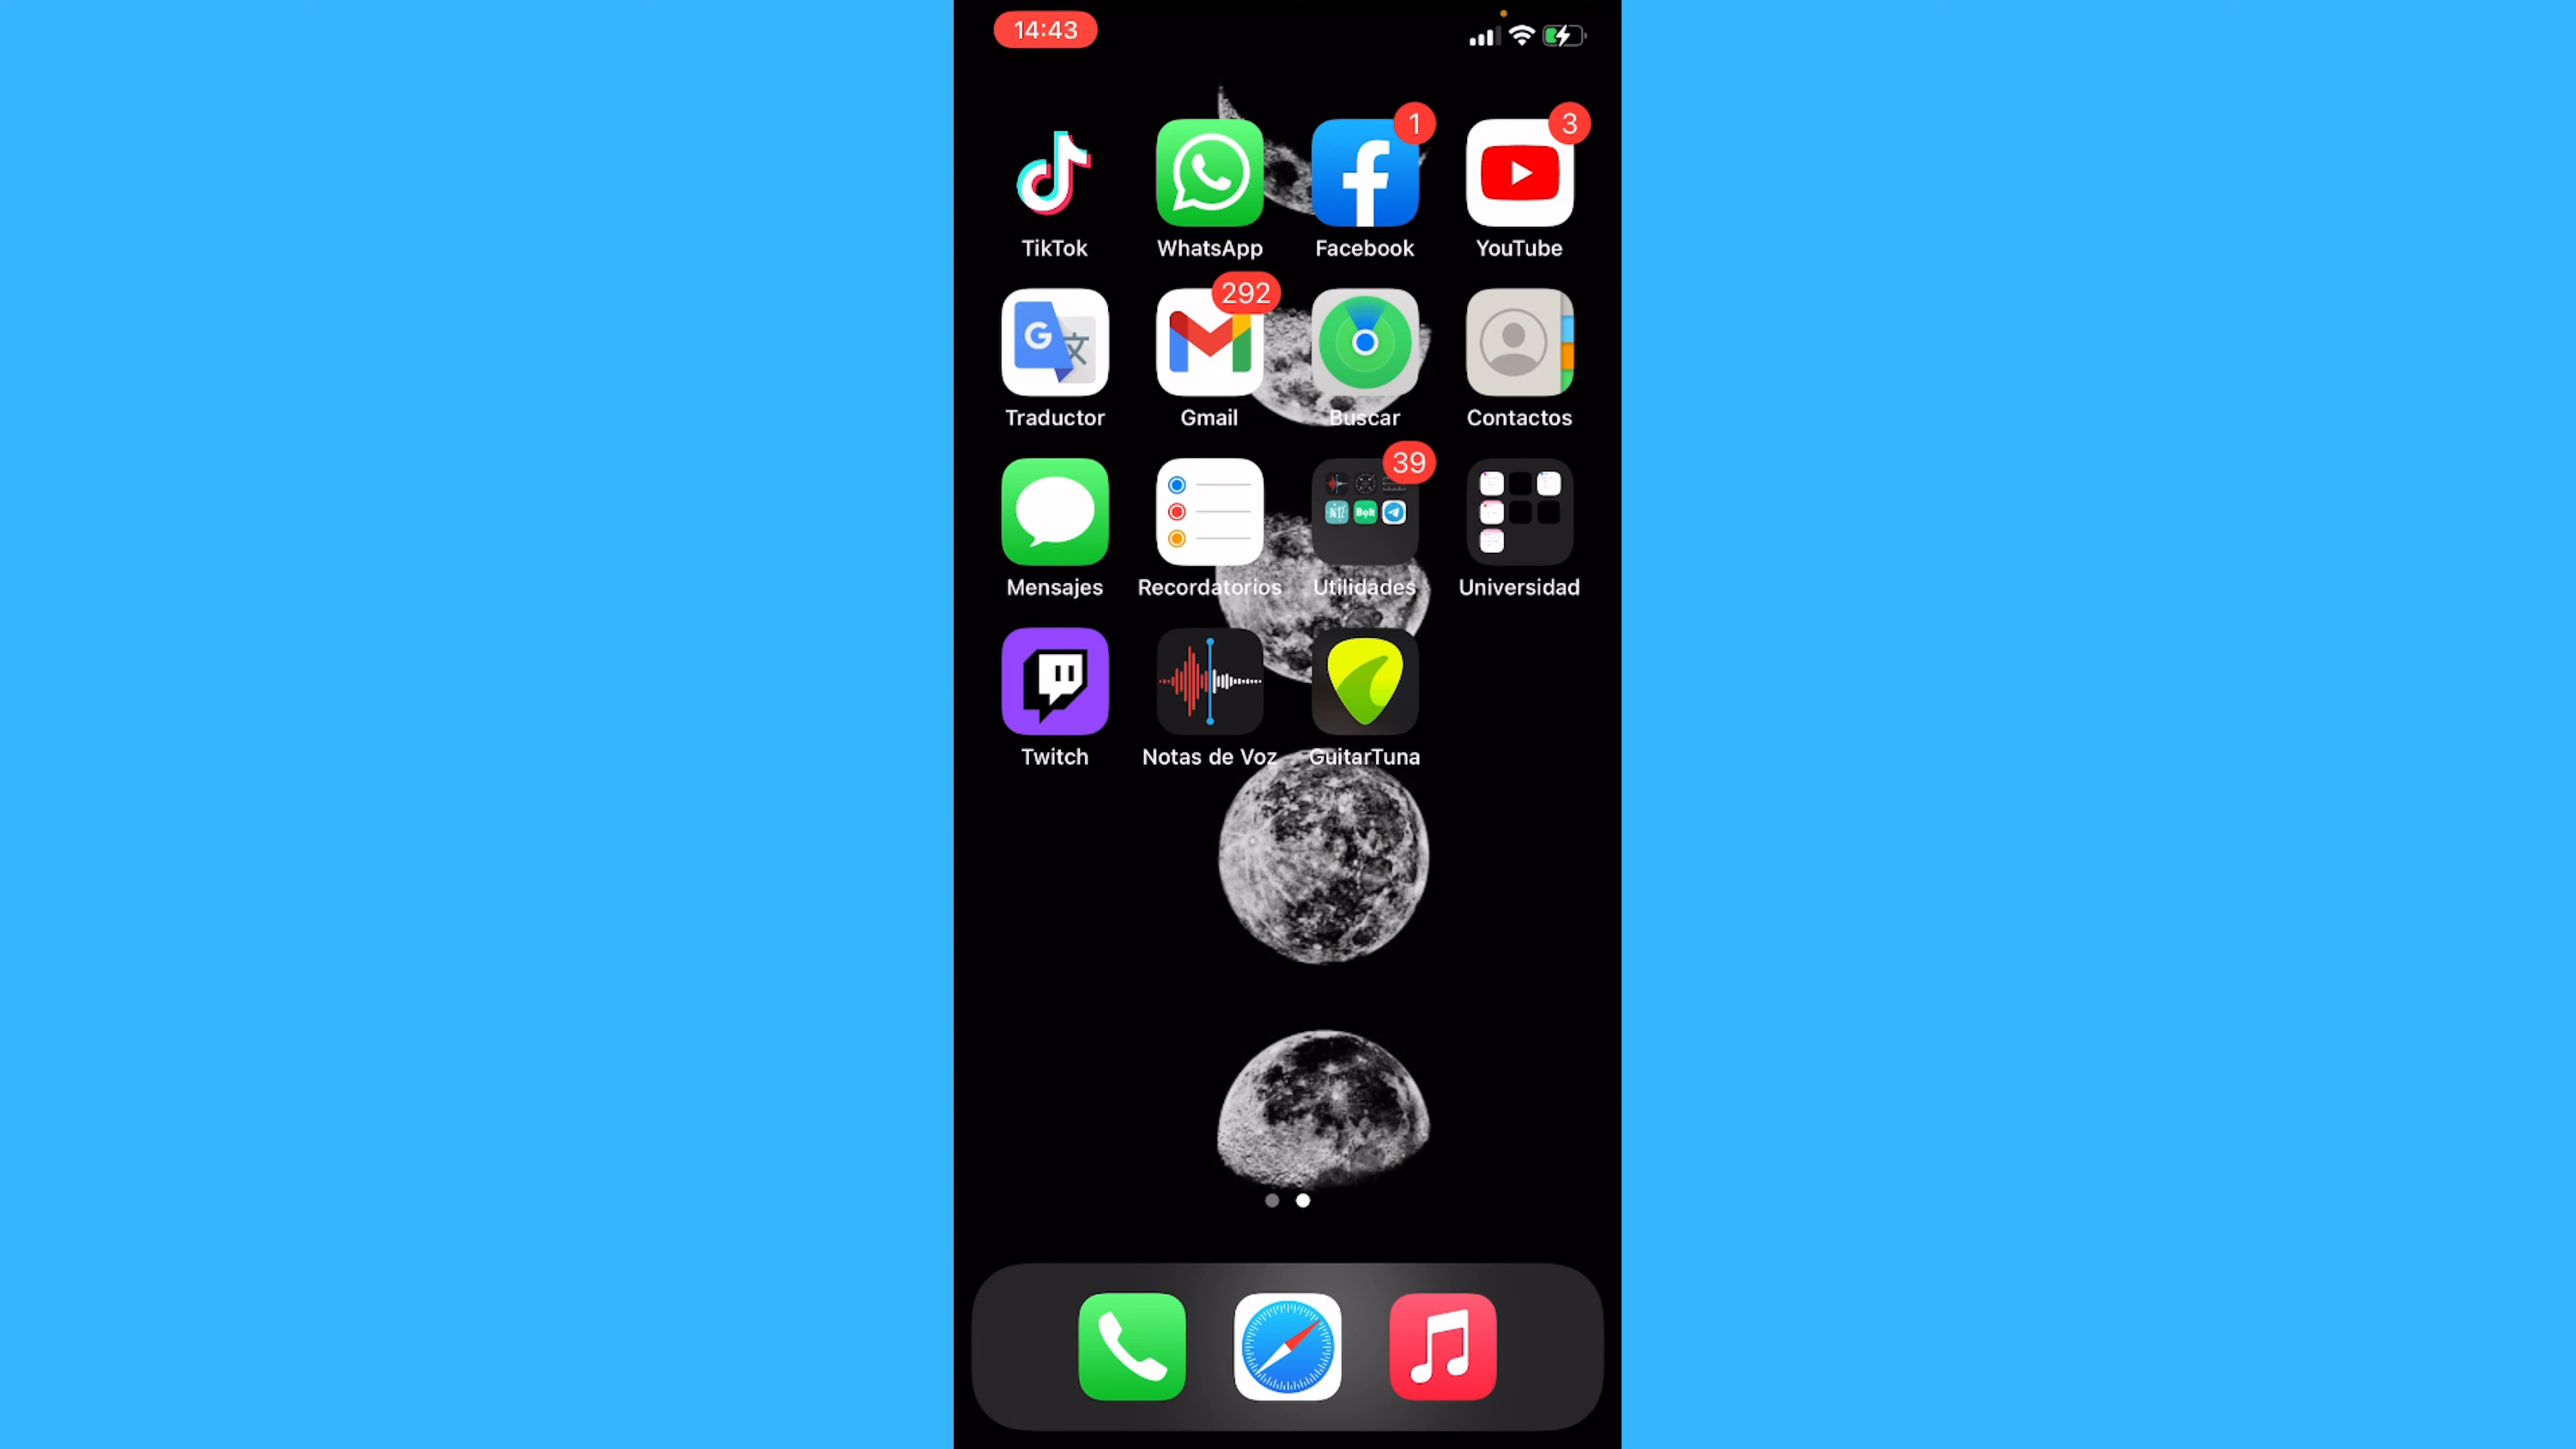 14:43
1
3
TikTok
WhatsApp
Facebook
YouTube
292
Traductor
Gmail
Buscar
Contactos
39
Bolt
Mensajes
Recordatorios
Utilidades
Universidad
Twitch
Notas de Voz
GuitarTuna